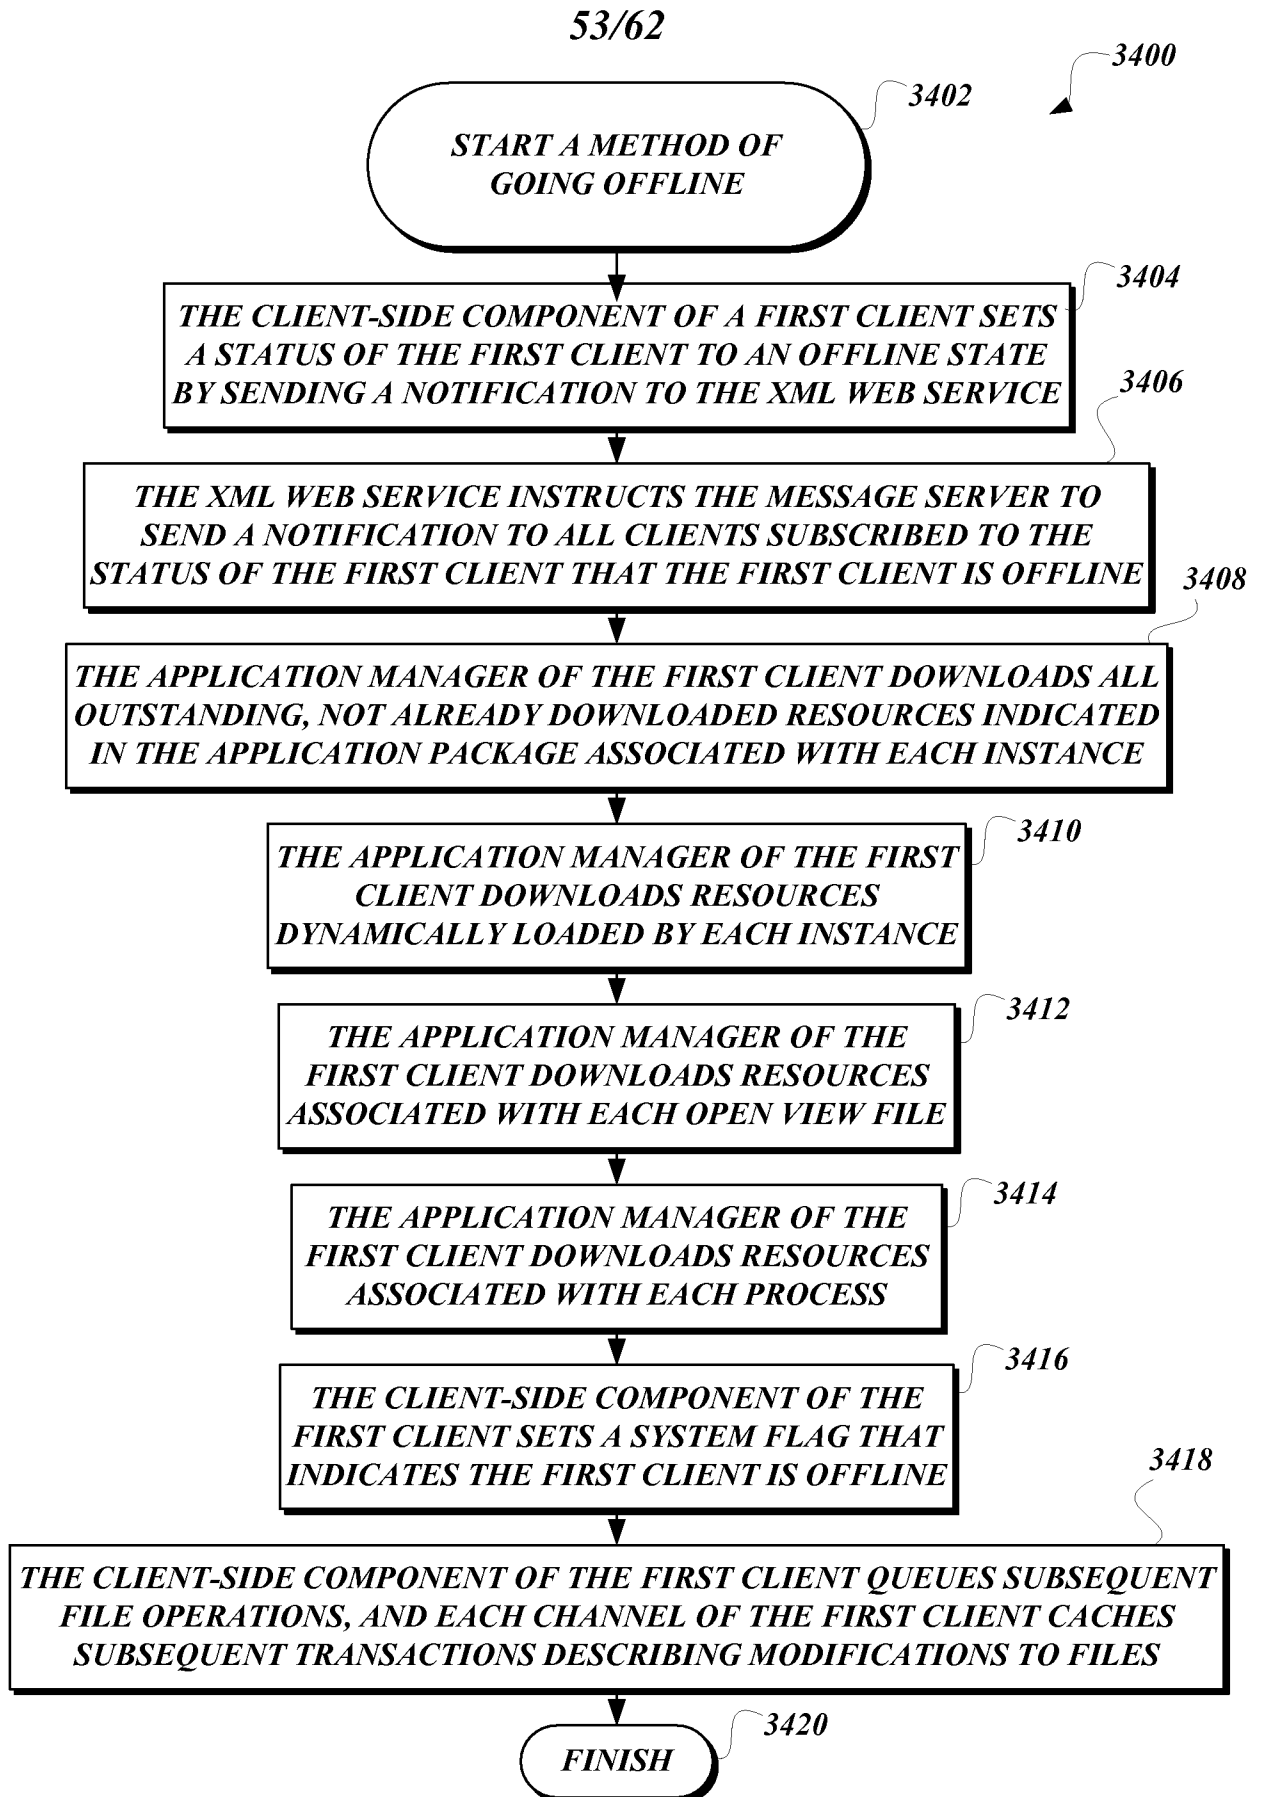 53/62
3400
3402
START A METHOD OF
GOING OFFLINE
3404
THE CLIENT-SIDE COMPONENT OF A FIRST CLIENT SETS
A STATUS OF THE FIRST CLIENT TO AN OFFLINE STATE
BY SENDING A NOTIFICATION TO THE XML WEB SERVICE
3406
THE XML WEB SERVICE INSTRUCTS THE MESSAGE SERVER TO
SEND A NOTIFICATION TO ALL CLIENTS SUBSCRIBED TO THE
STATUS OF THE FIRST CLIENT THAT THE FIRST CLIENT IS OFFLINE
3408
THE APPLICATION MANAGER OF THE FIRST CLIENT DOWNLOADS ALL
OUTSTANDING, NOT ALREADY DOWNLOADED RESOURCES INDICATED
IN THE APPLICATION PACKAGE ASSOCIATED WITH EACH INSTANCE
3410
THE APPLICATION MANAGER OF THE FIRST
CLIENT DOWNLOADS RESOURCES
DYNAMICALLY LOADED BY EACH INSTANCE
3412
THE APPLICATION MANAGER OF THE
FIRST CLIENT DOWNLOADS RESOURCES
ASSOCIATED WITH EACH OPEN VIEW FILE
3414
THE APPLICATION MANAGER OF THE
FIRST CLIENT DOWNLOADS RESOURCES
ASSOCIATED WITH EACH PROCESS
3416
THE CLIENT-SIDE COMPONENT OF THE
FIRST CLIENT SETS A SYSTEM FLAG THAT
INDICATES THE FIRST CLIENT IS OFFLINE
3418
THE CLIENT-SIDE COMPONENT OF THE FIRST CLIENT QUEUES SUBSEQUENT
FILE OPERATIONS, AND EACH CHANNEL OF THE FIRST CLIENT CACHES
SUBSEQUENT TRANSACTIONS DESCRIBING MODIFICATIONS TO FILES
3420
FINISH